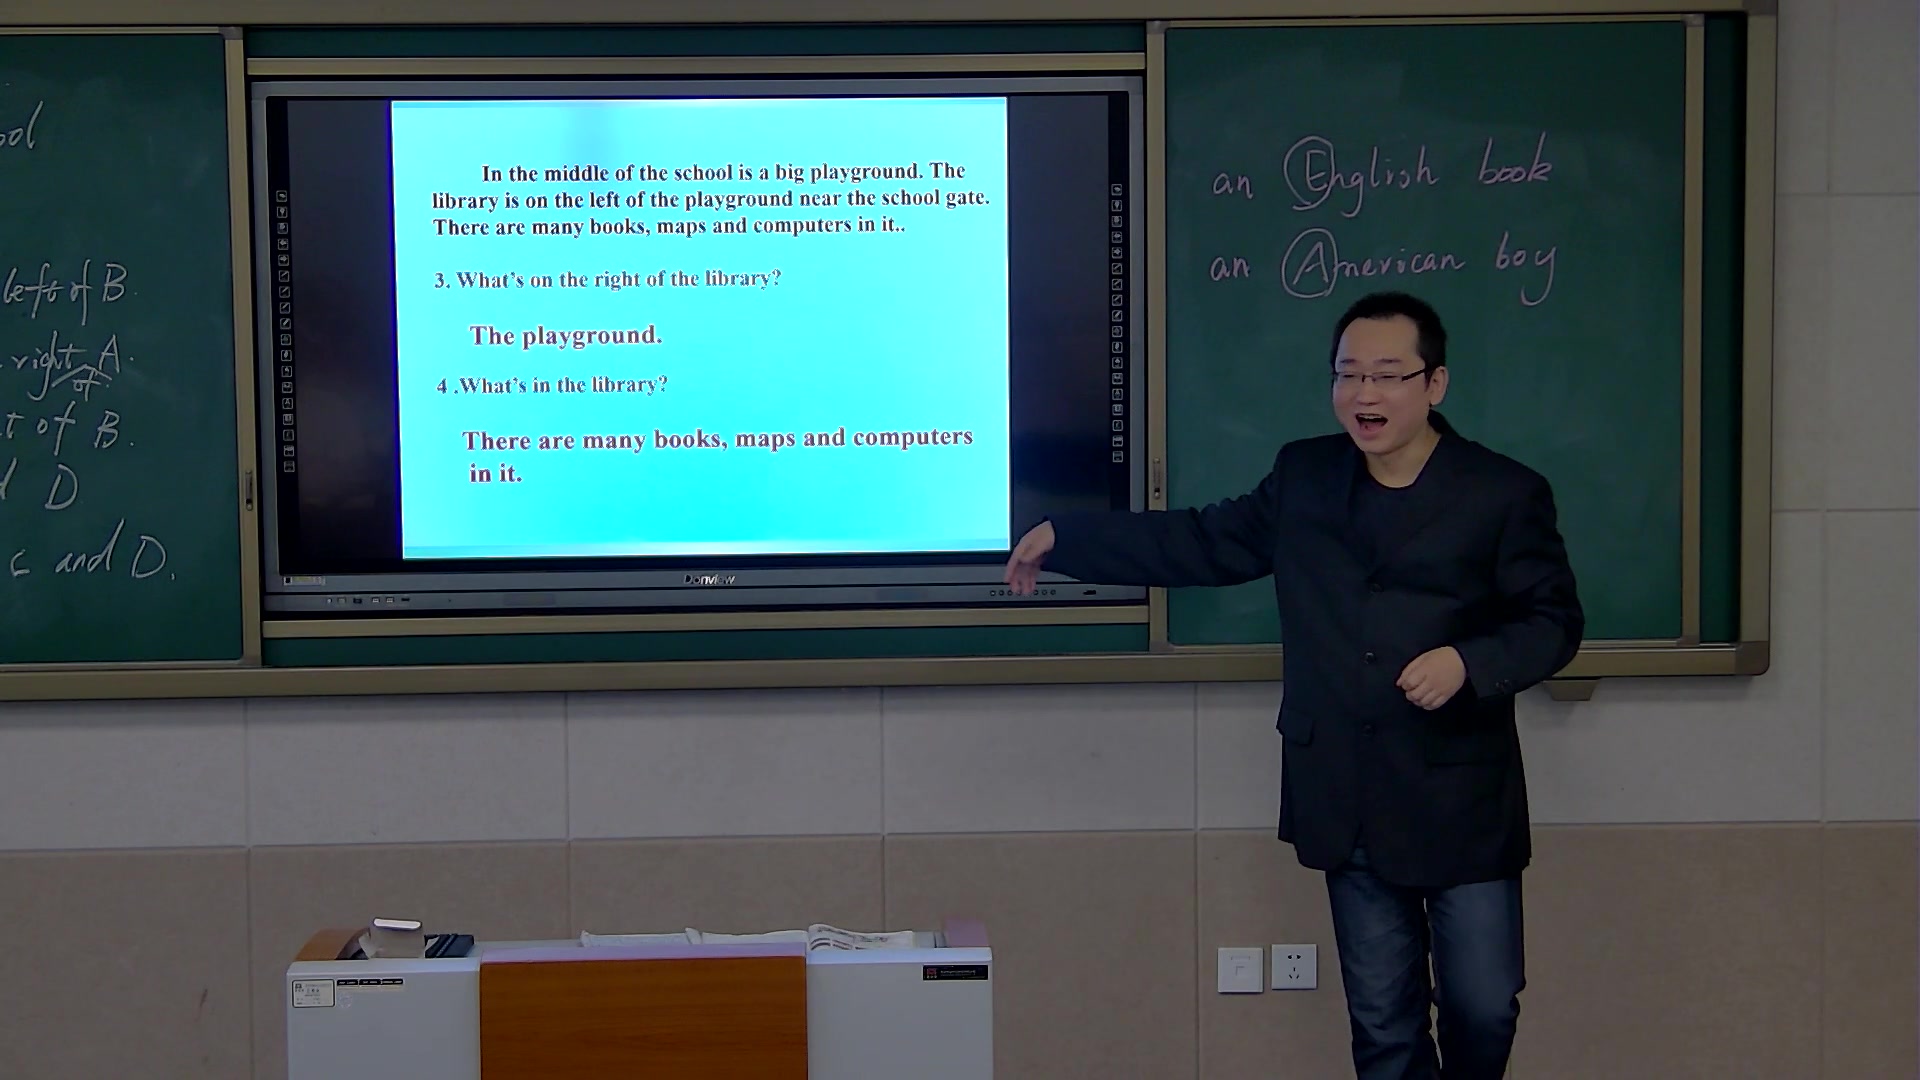 ool
left of B.
right A.
of
t of B.
D
c and D.
In the middle of the school is a big playground. The
library is on the left of the playground near the school gate.
There are many books, maps and computers in it..
3. What's on the right of the library?
The playground.
4 .What's in the library?
There are many books, maps and computers
in it.
Donview
an English book
an American boy